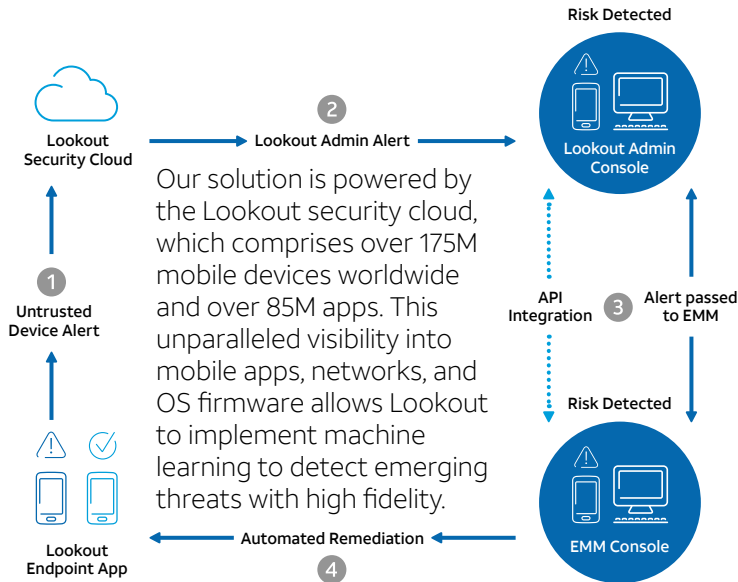 Risk Detected
2
Lookout
Security Cloud
Lookout Admin Alert
Lookout Admin
Console
Our solution is powered by
the Lookout security cloud,
which comprises over 175M
mobile devices worldwide
and over 85M apps. This
unparalleled visibility into
mobile apps, networks, and
OS firmware allows Lookout
to implement machine
learning to detect emerging
threats with high fidelity.
1
Untrusted
Device Alert
API
Integration
3
Alert passed
to EMM
Risk Detected
EMM Console
Automated Remediation
4
Lookout
Endpoint App